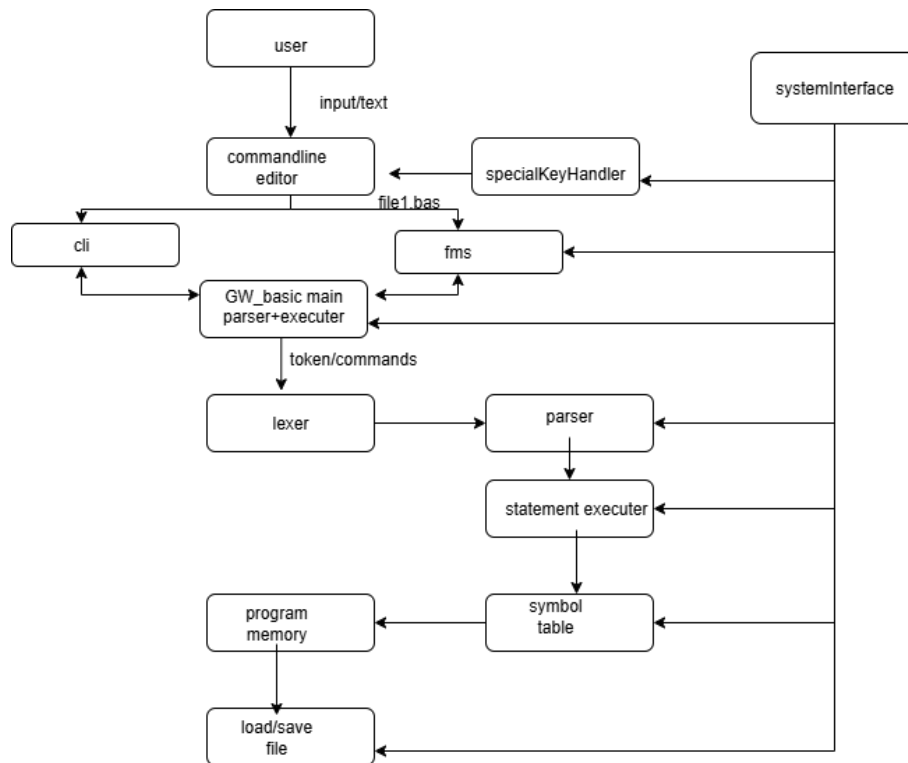 user
systemInterface
input/text
commandline
editor
specialKeyHandler
file1.bas
cli
fms
GW_basic main
parser+executer
token/commands
lexer
parser
statement executer
symbol
table
program
memory
load/save
file